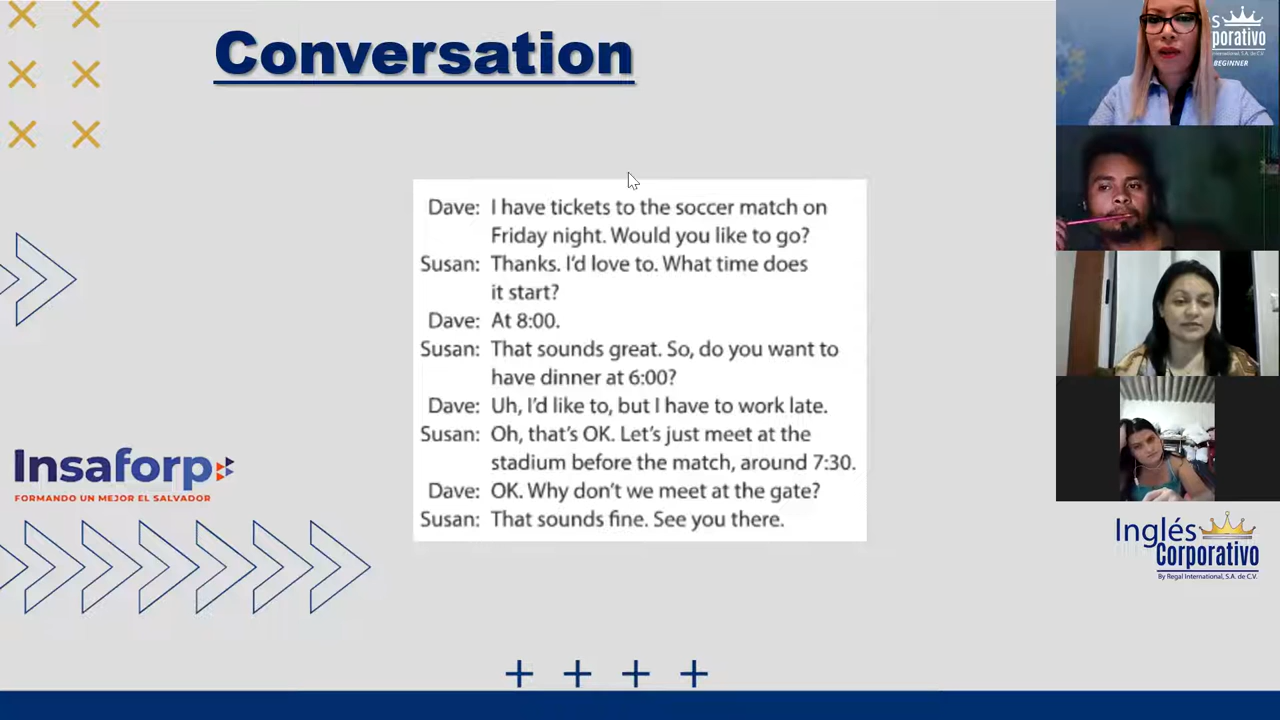 Conversation
Dave: I have tickets to the soccer match on
Friday night. Would you like to go?
Susan: Thanks. I'd love to. What time does
it start?
Dave: At 8:00.
Susan: That sounds great. So, do you want to
have dinner at 6:00?
Dave: Uh, I'd like to, but I have to work late.
Susan: Oh, that's OK. Let's just meet at the
stadium before the match, around 7:30.
Dave: OK. Why don't we meet at the gate?
Susan: That sounds fine. See you there.
Insaforp
FORMANDO UN MEJOR EL SALVADOR
S
porativo
International, S.A. de C.V.
BEGINNER
Inglés
Corporativo
By Regal International, S.A. de C.V.